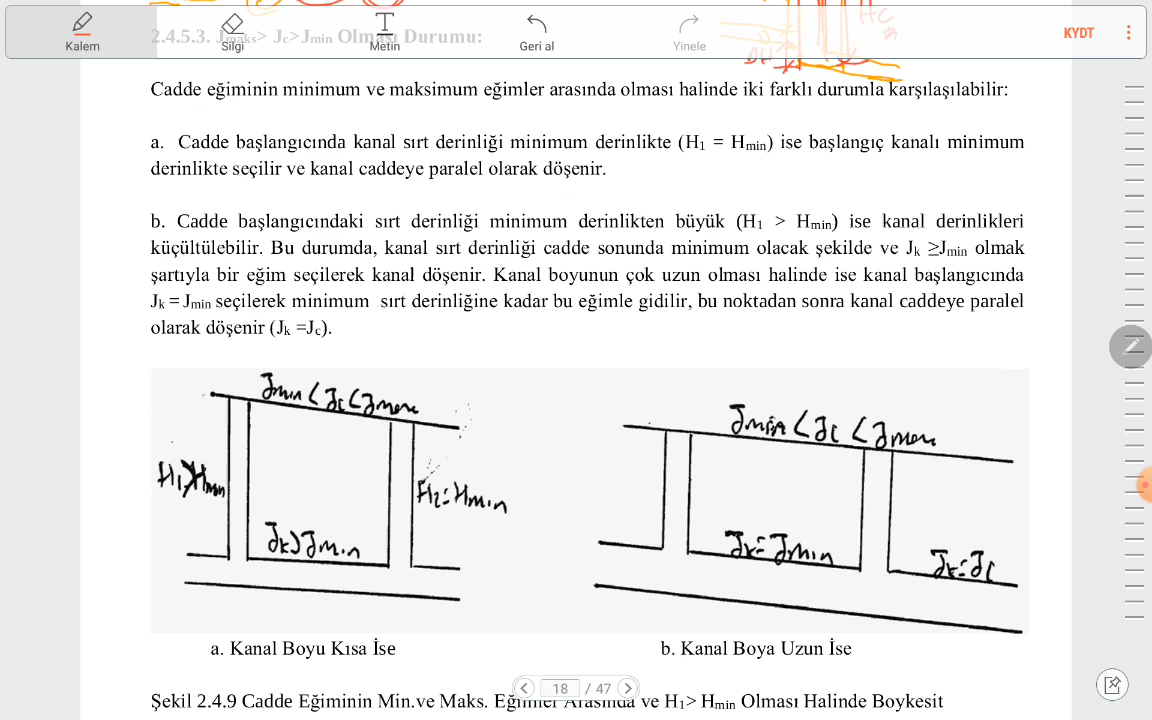 Kalem
Silgi
Metin
Geri al
Yinele
KYDT
2.4.5.3. Jmaks> Jc>Jmin Olması Durumu:
Hc
Cadde eğiminin minimum ve maksimum eğimler arasında olması halinde iki farklı durumla karşılaşılabilir:
a. Cadde başlangıcında kanal sırt derinliği minimum derinlikte (H1 = Hmin) ise başlangıç kanalı minimum
derinlikte seçilir ve kanal caddeye paralel olarak döşenir.
b. Cadde başlangıcındaki sırt derinliği minimum derinlikten büyük (H1 > Hmin) ise kanal derinlikleri
küçültülebilir. Bu durumda, kanal sırt derinliği cadde sonunda minimum olacak şekilde ve Jk ≥Jmin olmak
şartıyla bir eğim seçilerek kanal döşenir. Kanal boyunun çok uzun olması halinde ise kanal başlangıcında
Jk = Jmin seçilerek minimum sırt derinliğine kadar bu eğimle gidilir, bu noktadan sonra kanal caddeye paralel
olarak döşenir (Jk =Jc).
Jmin < Jc < Jmax
H1>Hmin
H2=Hmin
Jk>Jmin
Jmin < Jc < Jmax
Jk=Jmin
Jk=Jc
a. Kanal Boyu Kısa İse
b. Kanal Boya Uzun İse
18 / 47
Şekil 2.4.9 Cadde Eğiminin Min.ve Maks. Eğimler Arasında ve H1> Hmin Olması Halinde Boykesit